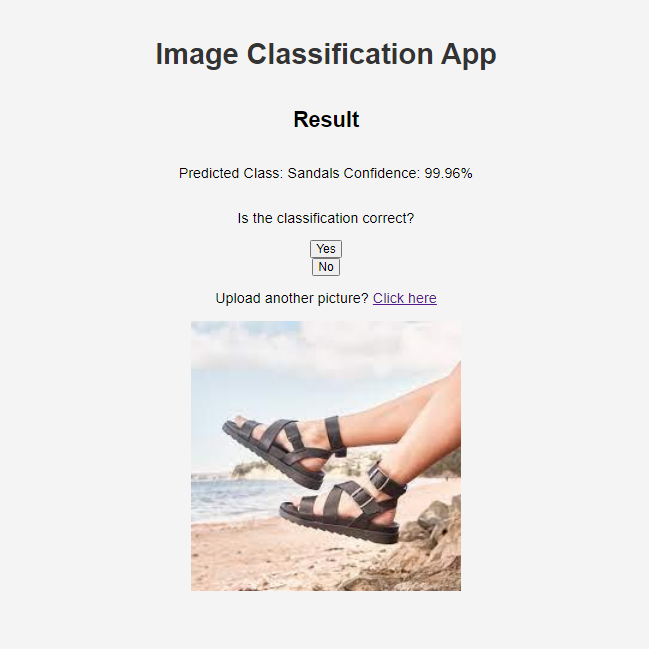 Image Classification App
Result
Predicted Class: Sandals Confidence: 99.96%
Is the classification correct?
Yes
No
Upload another picture? Click here